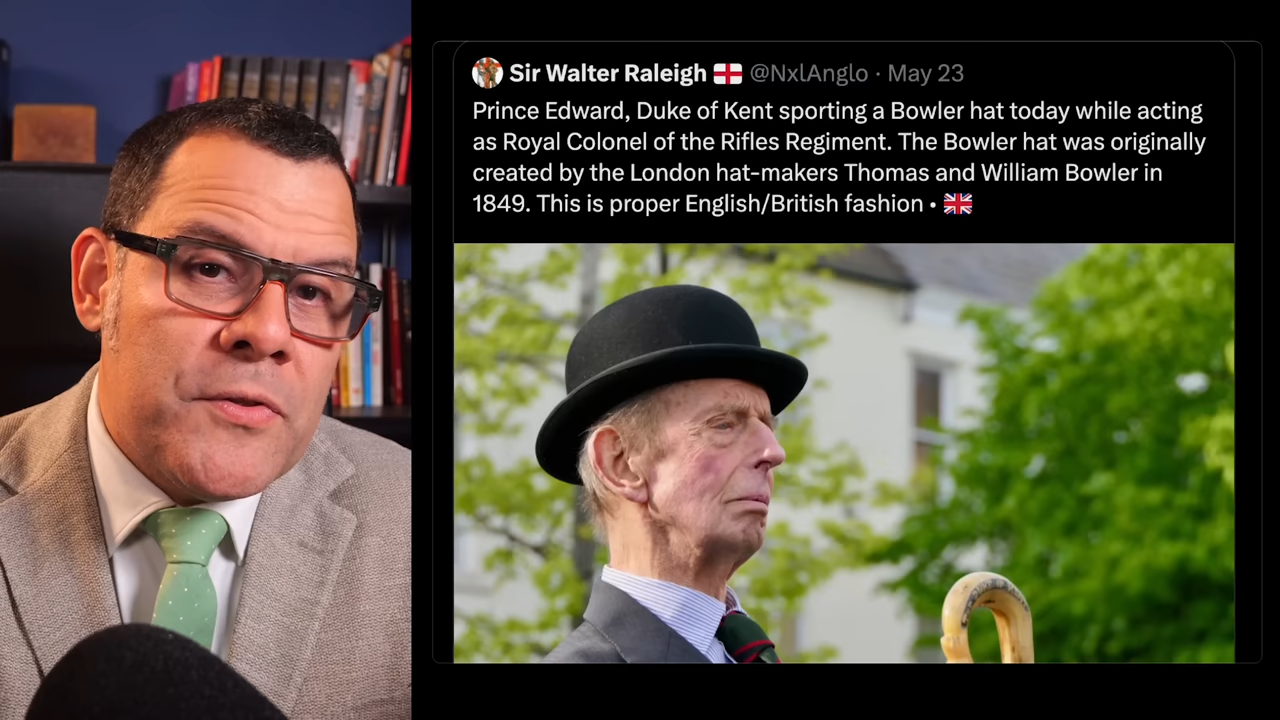 Sir Walter Raleigh 🏴󠁧󠁢󠁥󠁮󠁧󠁿 @NxlAnglo · May 23
Prince Edward, Duke of Kent sporting a Bowler hat today while acting
as Royal Colonel of the Rifles Regiment. The Bowler hat was originally
created by the London hat-makers Thomas and William Bowler in
1849. This is proper English/British fashion • 🇬🇧